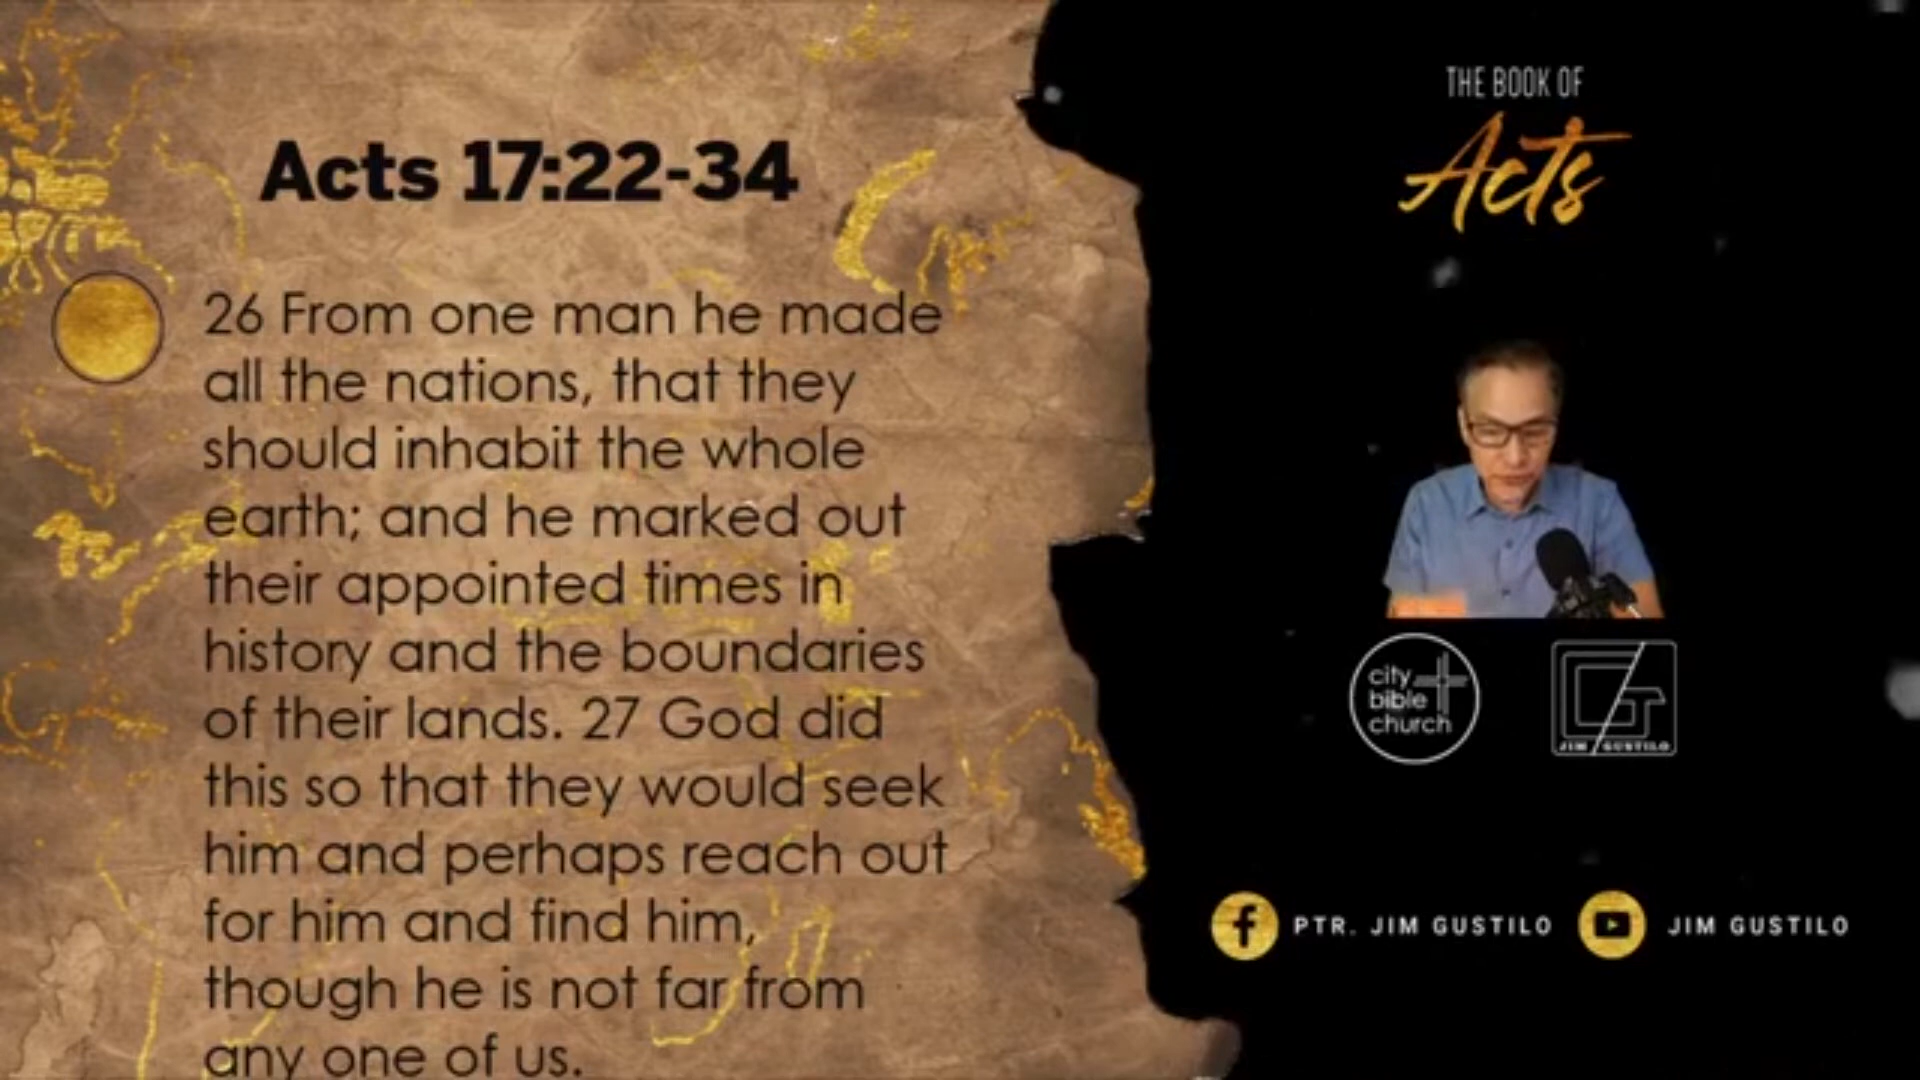 Acts 17:22-34
26 From one man he made
all the nations, that they
should inhabit the whole
earth; and he marked out
their appointed times in
history and the boundaries
of their lands. 27 God did
this so that they would seek
him and perhaps reach out
for him and find him,
though he is not far from
any one of us.
THE BOOK OF
Acts
city
bible
church
JIM GUSTILO
PTR. JIM GUSTILO
JIM GUSTILO